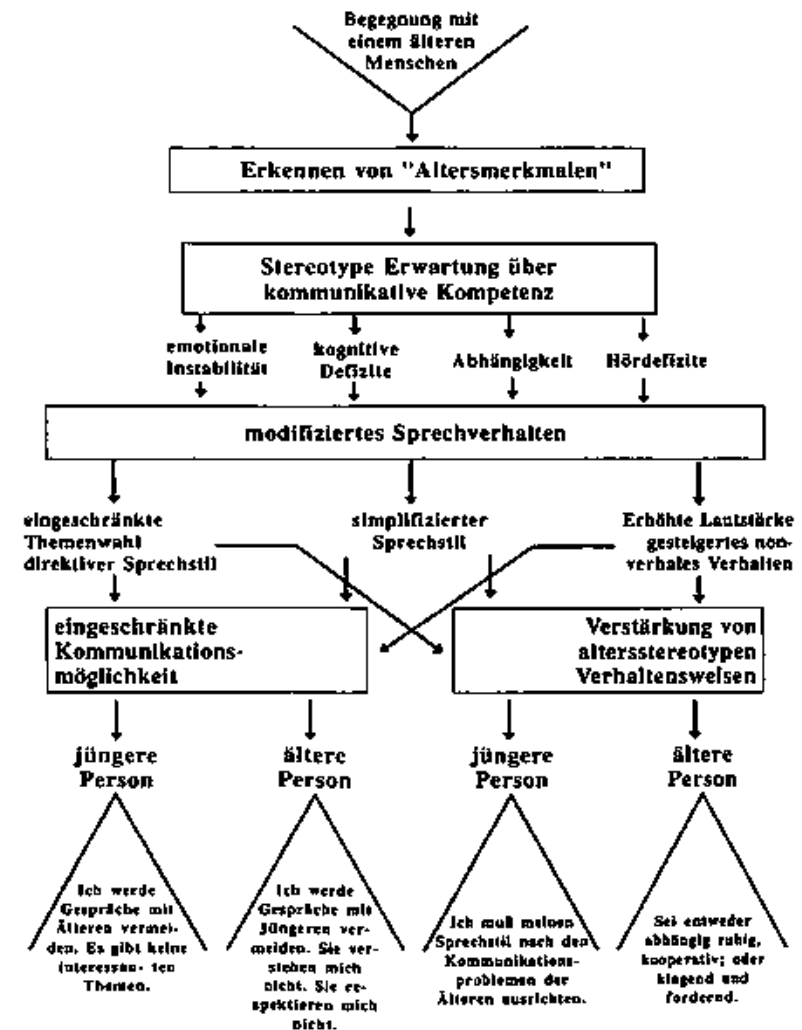 Begegnung mit
einem älteren
Menschen
Erkennen von "Altersmerkmalen"
Stereotype Erwartung über
kommunikative Kompetenz
emotionale
Instabilität
kognitive
Defizite
Abhängigkeit
Hördefizite
modifiziertes Sprechverhalten
eingeschränkte
Themenwahl
direktiver Sprechstil
simplifizierter
Sprechstil
Erhöhte Lautstärke
gesteigertes non-
verbales Verhalten
eingeschränkte
Kommunikations-
möglichkeit
Verstärkung von
altersstereotypen
Verhaltensweisen
jüngere
Person
ältere
Person
jüngere
Person
ältere
Person
Ich werde
Gespräche mit
Älteren vermei-
den. Es gibt keine
interessan- ten
Themen.
Ich werde
Gespräche mit
Jüngeren ver-
meiden. Sie ver-
stehen mich
nicht. Sie re-
spektieren mich
nicht.
Ich muß meinen
Sprechstil nach den
Kommunikations-
problemen der
Älteren ausrichten.
Sei entweder
abhängig ruhig,
kooperativ; oder
klagend und
fordernd.